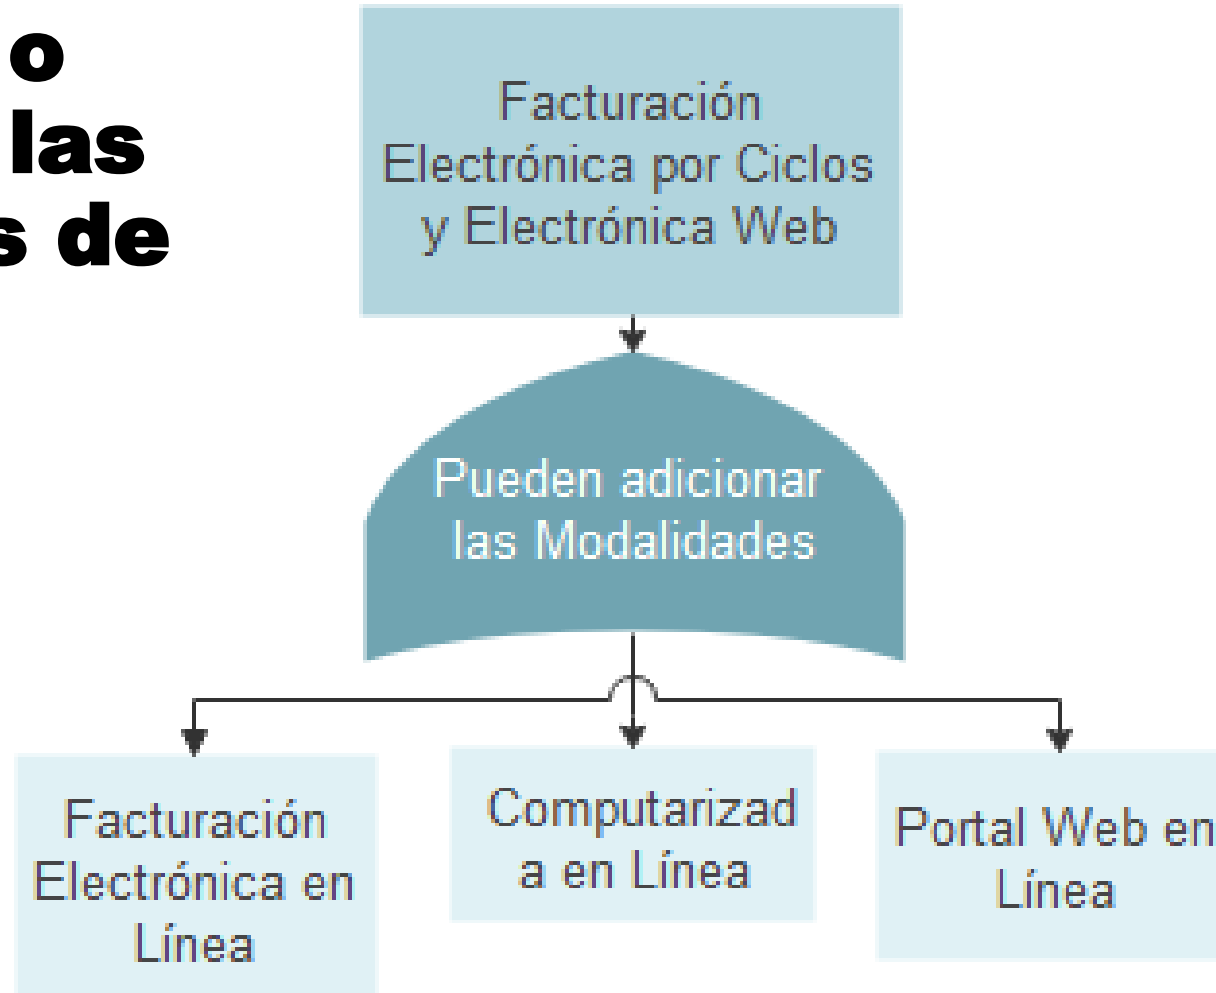 o
las
s de
Facturación
Electrónica por Ciclos
y Electrónica Web
Pueden adicionar
las Modalidades
Facturación
Electrónica en
Línea
Computarizad
a en Línea
Portal Web en
Línea